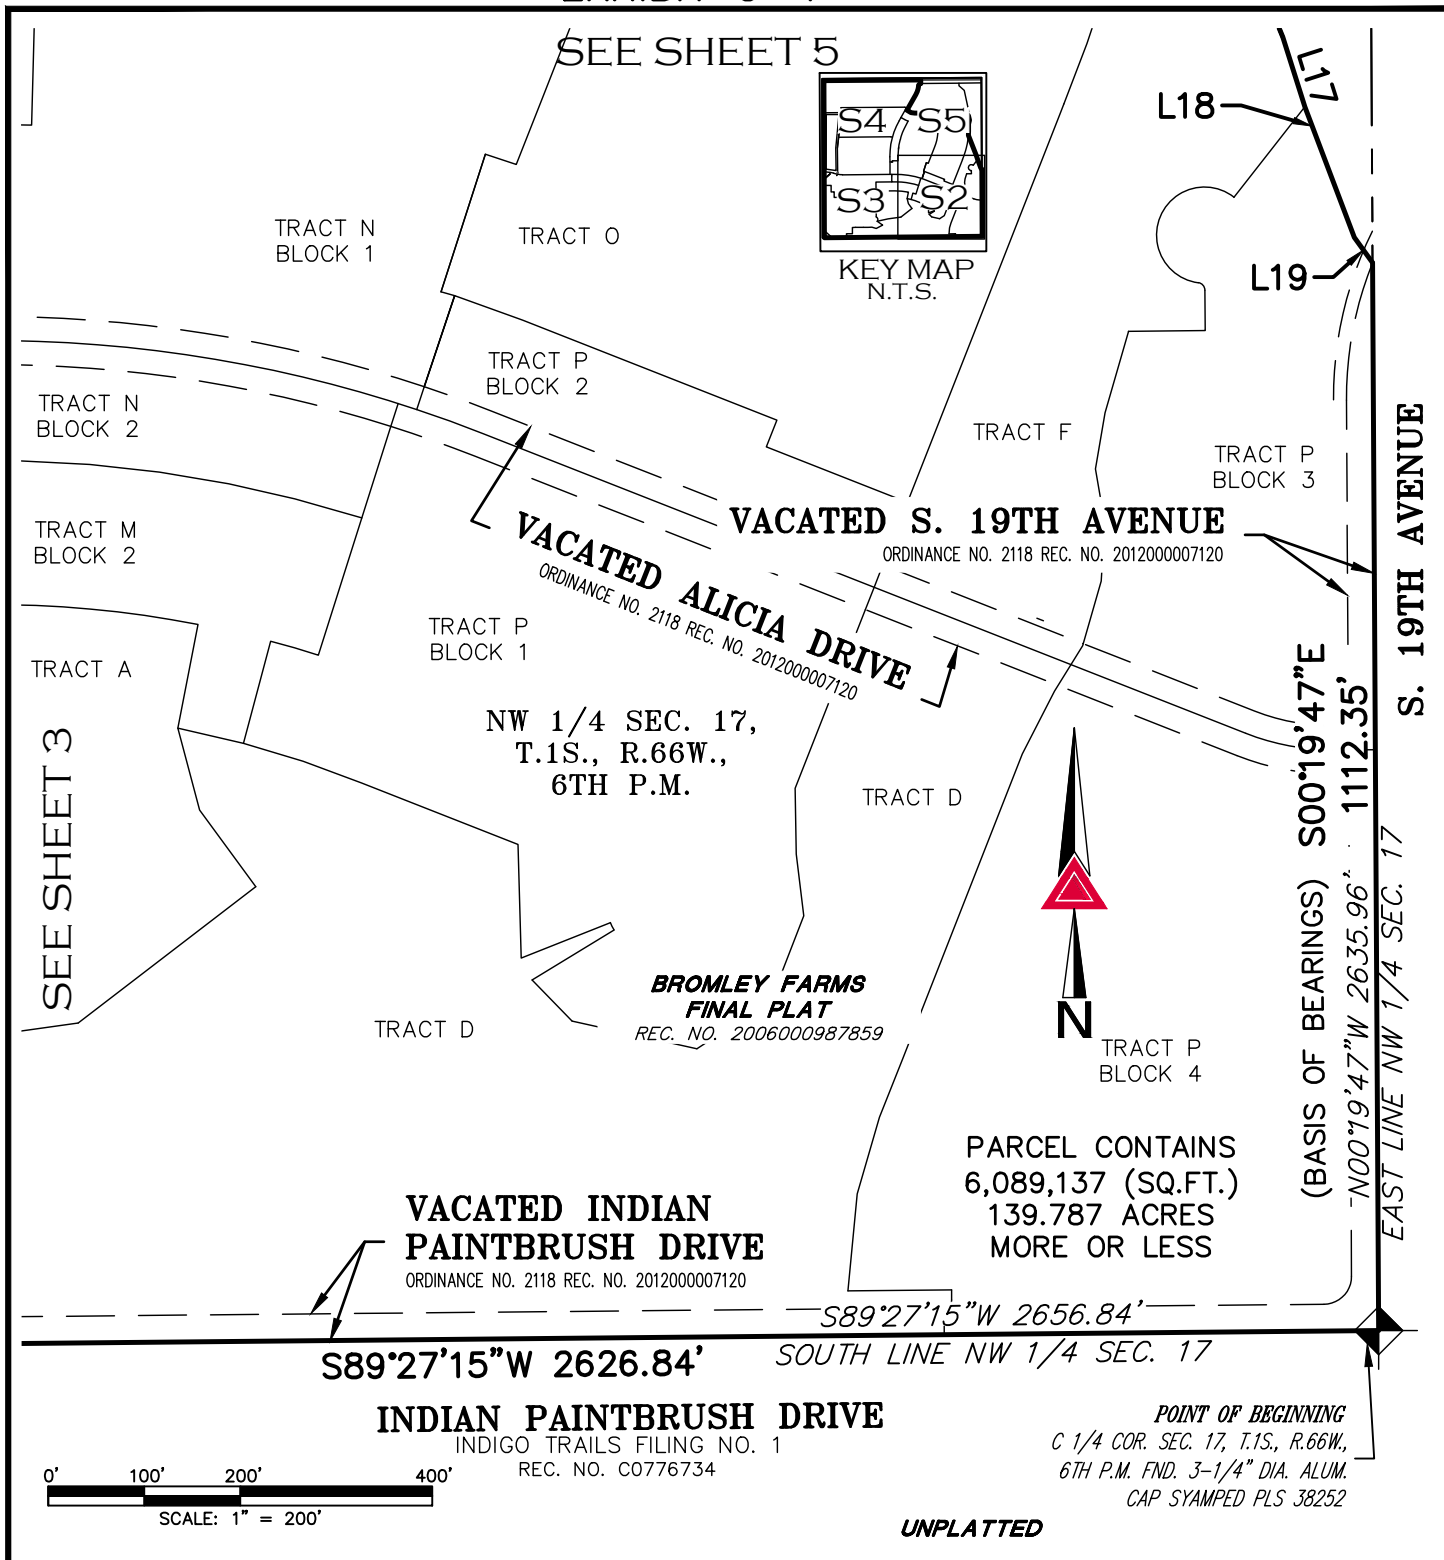 SEE SHEET 5
L17
L18
S4
S5
S3
S2
KEY MAP
N.T.S.
L19
TRACT N
BLOCK 1
TRACT O
TRACT P
BLOCK 2
TRACT N
BLOCK 2
TRACT F
TRACT P
BLOCK 3
S. 19TH AVENUE
TRACT M
BLOCK 2
VACATED S. 19TH AVENUE
ORDINANCE NO. 2118 REC. NO. 2012000007120
VACATED ALICIA DRIVE
ORDINANCE NO. 2118 REC. NO. 2012000007120
TRACT P
BLOCK 1
TRACT A
NW 1/4 SEC. 17,
T.1S., R.66W.,
6TH P.M.
TRACT D
SEE SHEET 3
(BASIS OF BEARINGS) S00°19'47"E
1112.35'
N00°19'47"W 2635.96'
EAST LINE NW 1/4 SEC. 17
BROMLEY FARMS
FINAL PLAT
REC. NO. 2006000987859
TRACT D
N
TRACT P
BLOCK 4
PARCEL CONTAINS
6,089,137 (SQ.FT.)
139.787 ACRES
MORE OR LESS
VACATED INDIAN
PAINTBRUSH DRIVE
ORDINANCE NO. 2118 REC. NO. 2012000007120
S89°27'15"W 2656.84'
S89°27'15"W 2626.84'
SOUTH LINE NW 1/4 SEC. 17
INDIAN PAINTBRUSH DRIVE
INDIGO TRAILS FILING NO. 1
REC. NO. C0776734
POINT OF BEGINNING
C 1/4 COR. SEC. 17, T.1S., R.66W.,
6TH P.M. FND. 3-1/4" DIA. ALUM.
CAP SYAMPED PLS 38252
0' 100' 200' 400'
SCALE: 1" = 200'
UNPLATTED